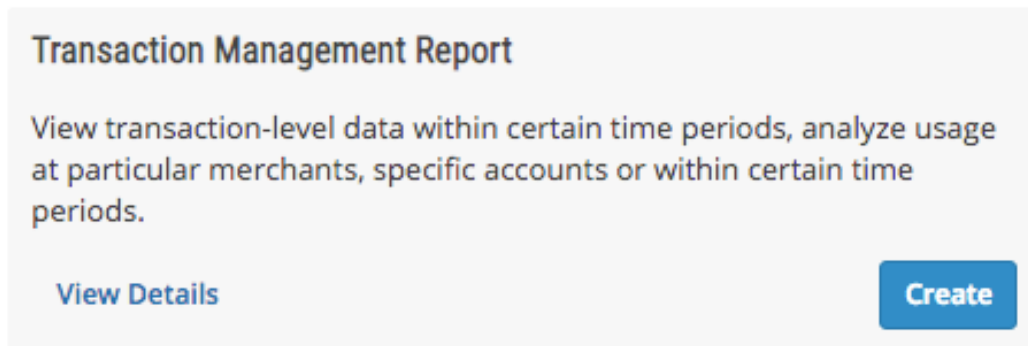 Transaction Management Report
View transaction-level data within certain time periods, analyze usage
at particular merchants, specific accounts or within certain time
periods.
View Details
Create